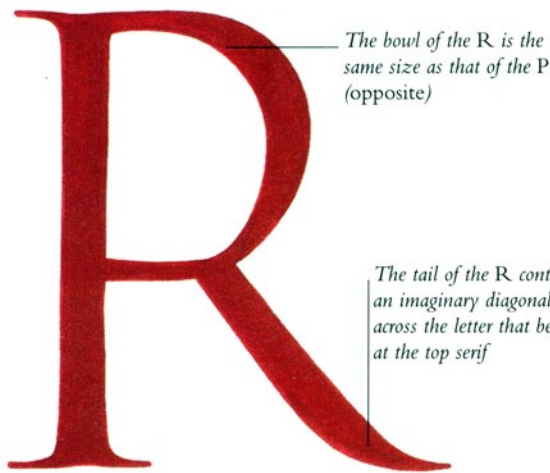 R
The bowl of the R is the
same size as that of the P
(opposite)
The tail of the R
an imaginary diagonal
across the letter that
at the top serif